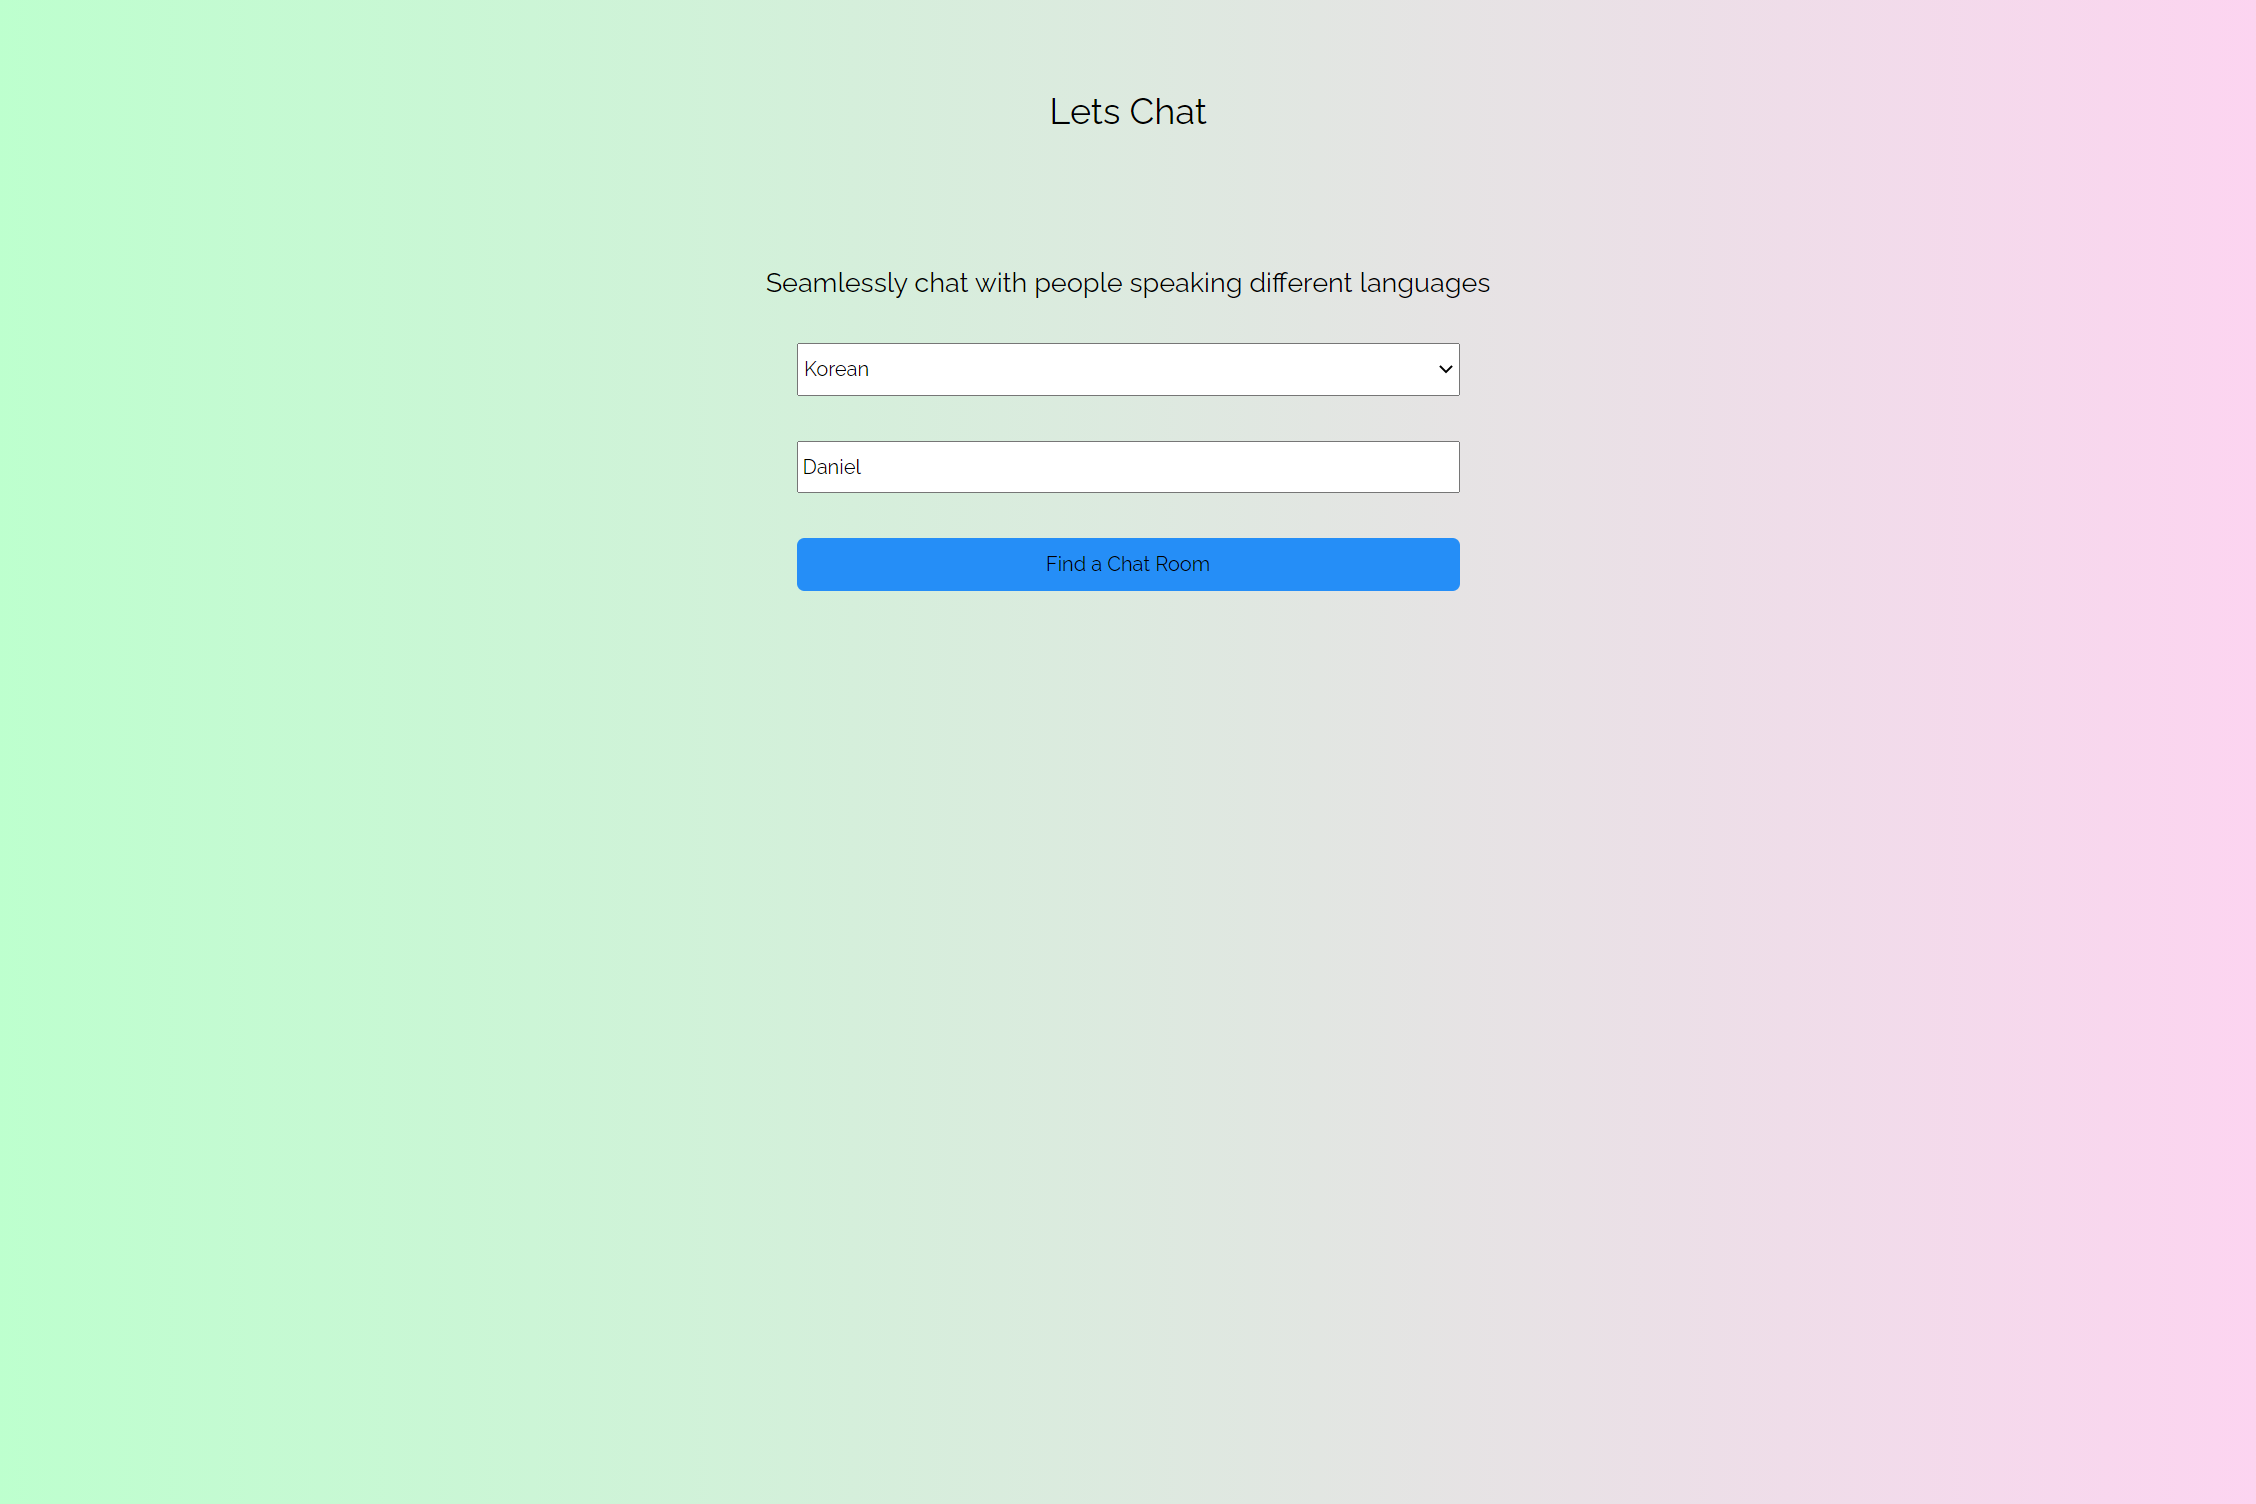 Lets Chat
Seamlessly chat with people speaking different languages
Korean
Daniel
Find a Chat Room